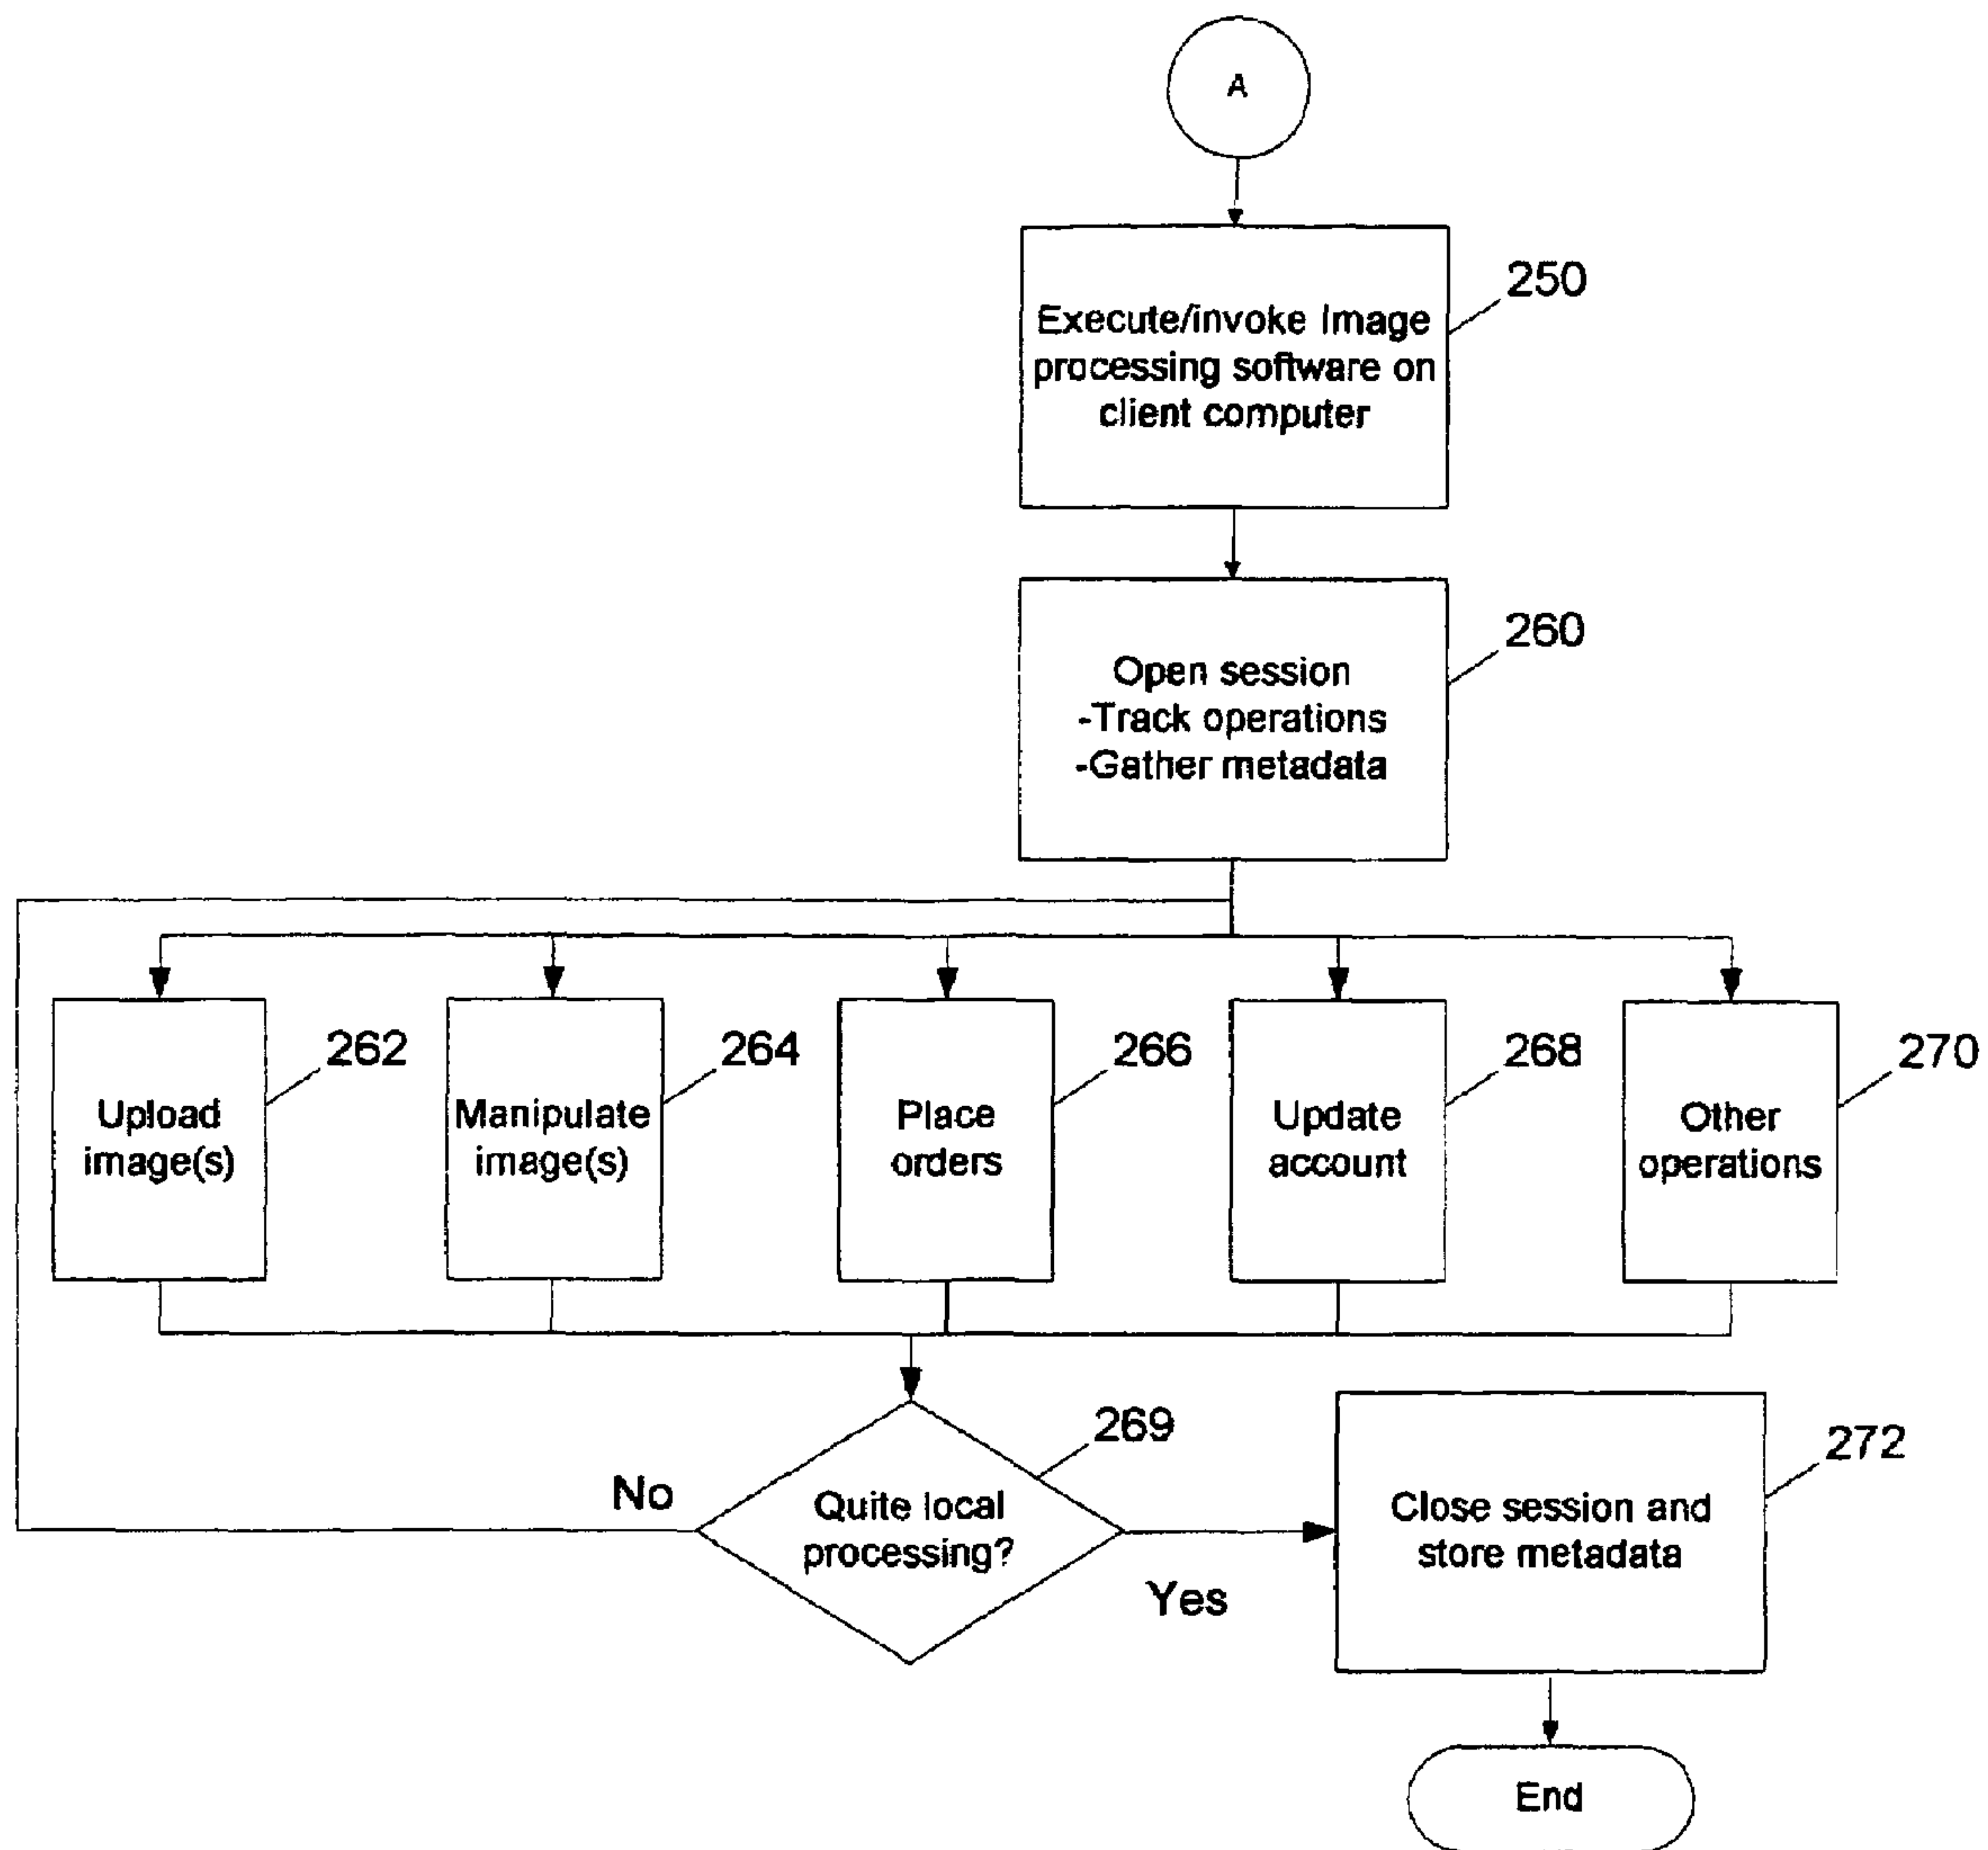 A
250
Execute/invoke Image
processing software on
client computer
260
Open session
-Track operations
-Gather metadata
262
264
266
268
270
Upload
image(s)
Manipulate
image(s)
Place
orders
Update
account
Other
operations
269
272
No
Quite local
processing?
Yes
Close session and
store metadata
End